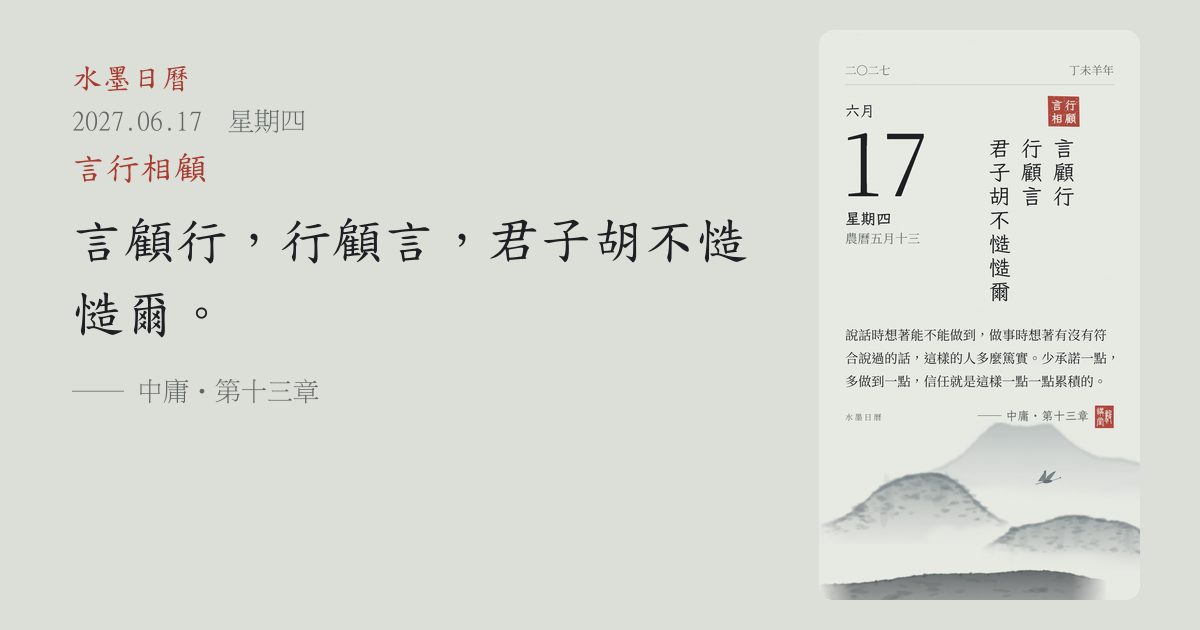 水墨日曆
2027.06.17 星期四
言行相顧
言顧行，行顧言，君子胡不慥
慥爾。
—— 中庸・第十三章
二〇二七
丁未羊年
六月
17
星期四
農曆五月十三
言行
相顧
言顧行
行顧言
君子胡不慥慥爾
說話時想著能不能做到，做事時想著有沒有符
合說過的話，這樣的人多麼篤實。少承諾一點，
多做到一點，信任就是這樣一點一點累積的。
水墨日曆
—— 中庸・第十三章